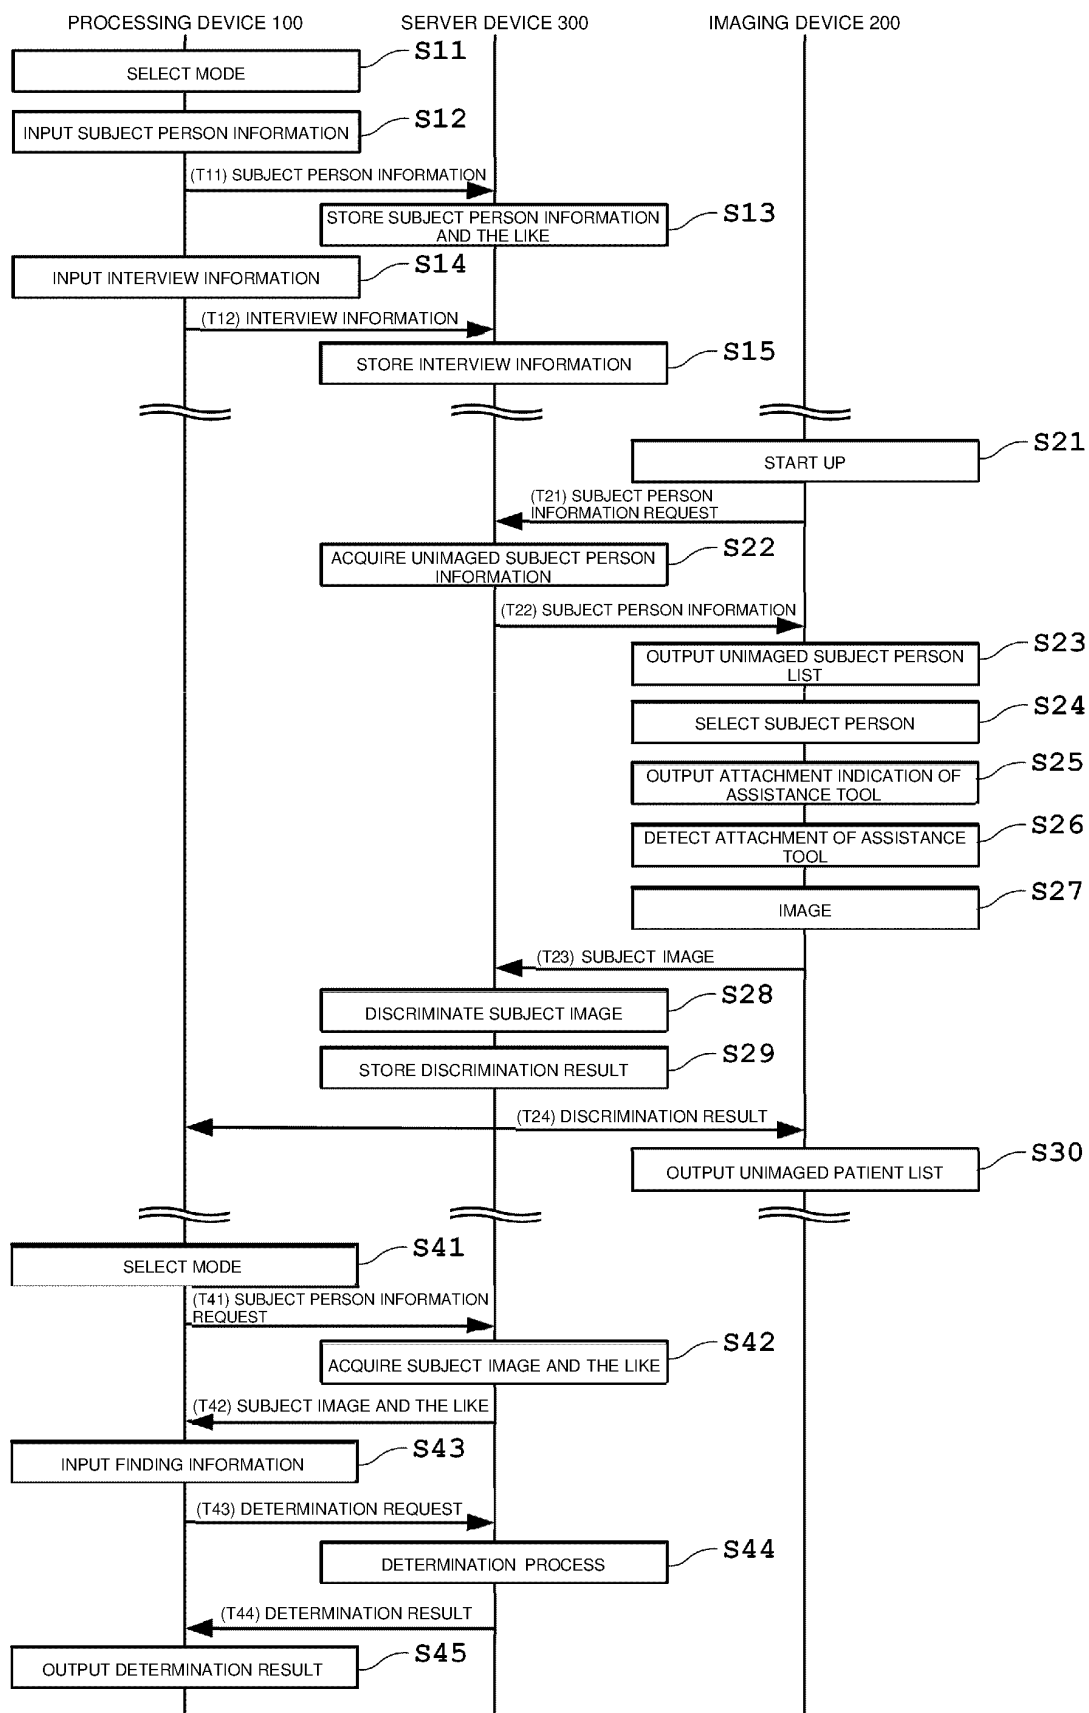 PROCESSING DEVICE 100
SERVER DEVICE 300
IMAGING DEVICE 200
S11
SELECT MODE
S12
INPUT SUBJECT PERSON INFORMATION
(T11) SUBJECT PERSON INFORMATION
S13
STORE SUBJECT PERSON INFORMATION
AND THE LIKE
S14
INPUT INTERVIEW INFORMATION
(T12) INTERVIEW INFORMATION
S15
STORE INTERVIEW INFORMATION
S21
START UP
(T21) SUBJECT PERSON
INFORMATION REQUEST
S22
ACQUIRE UNIMAGED SUBJECT PERSON
INFORMATION
(T22) SUBJECT PERSON INFORMATION
S23
OUTPUT UNIMAGED SUBJECT PERSON
LIST
S24
SELECT SUBJECT PERSON
S25
OUTPUT ATTACHMENT INDICATION OF
ASSISTANCE TOOL
S26
DETECT ATTACHMENT OF ASSISTANCE
TOOL
S27
IMAGE
(T23) SUBJECT IMAGE
S28
DISCRIMINATE SUBJECT IMAGE
S29
STORE DISCRIMINATION RESULT
(T24) DISCRIMINATION RESULT
S30
OUTPUT UNIMAGED PATIENT LIST
S41
SELECT MODE
(T41) SUBJECT PERSON INFORMATION
REQUEST
S42
ACQUIRE SUBJECT IMAGE AND THE LIKE
(T42) SUBJECT IMAGE AND THE LIKE
S43
INPUT FINDING INFORMATION
(T43) DETERMINATION REQUEST
S44
DETERMINATION PROCESS
(T44) DETERMINATION RESULT
S45
OUTPUT DETERMINATION RESULT